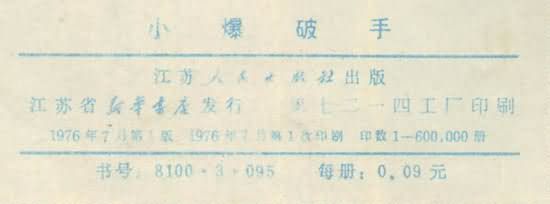 小爆破手
江苏人民出版社出版
江苏省新华书店发行 七二一四工厂印刷
1976年7月第1版 1976年7月第1次印刷 印数1—600,000册
书号：8100·3·095 每册：0.09元